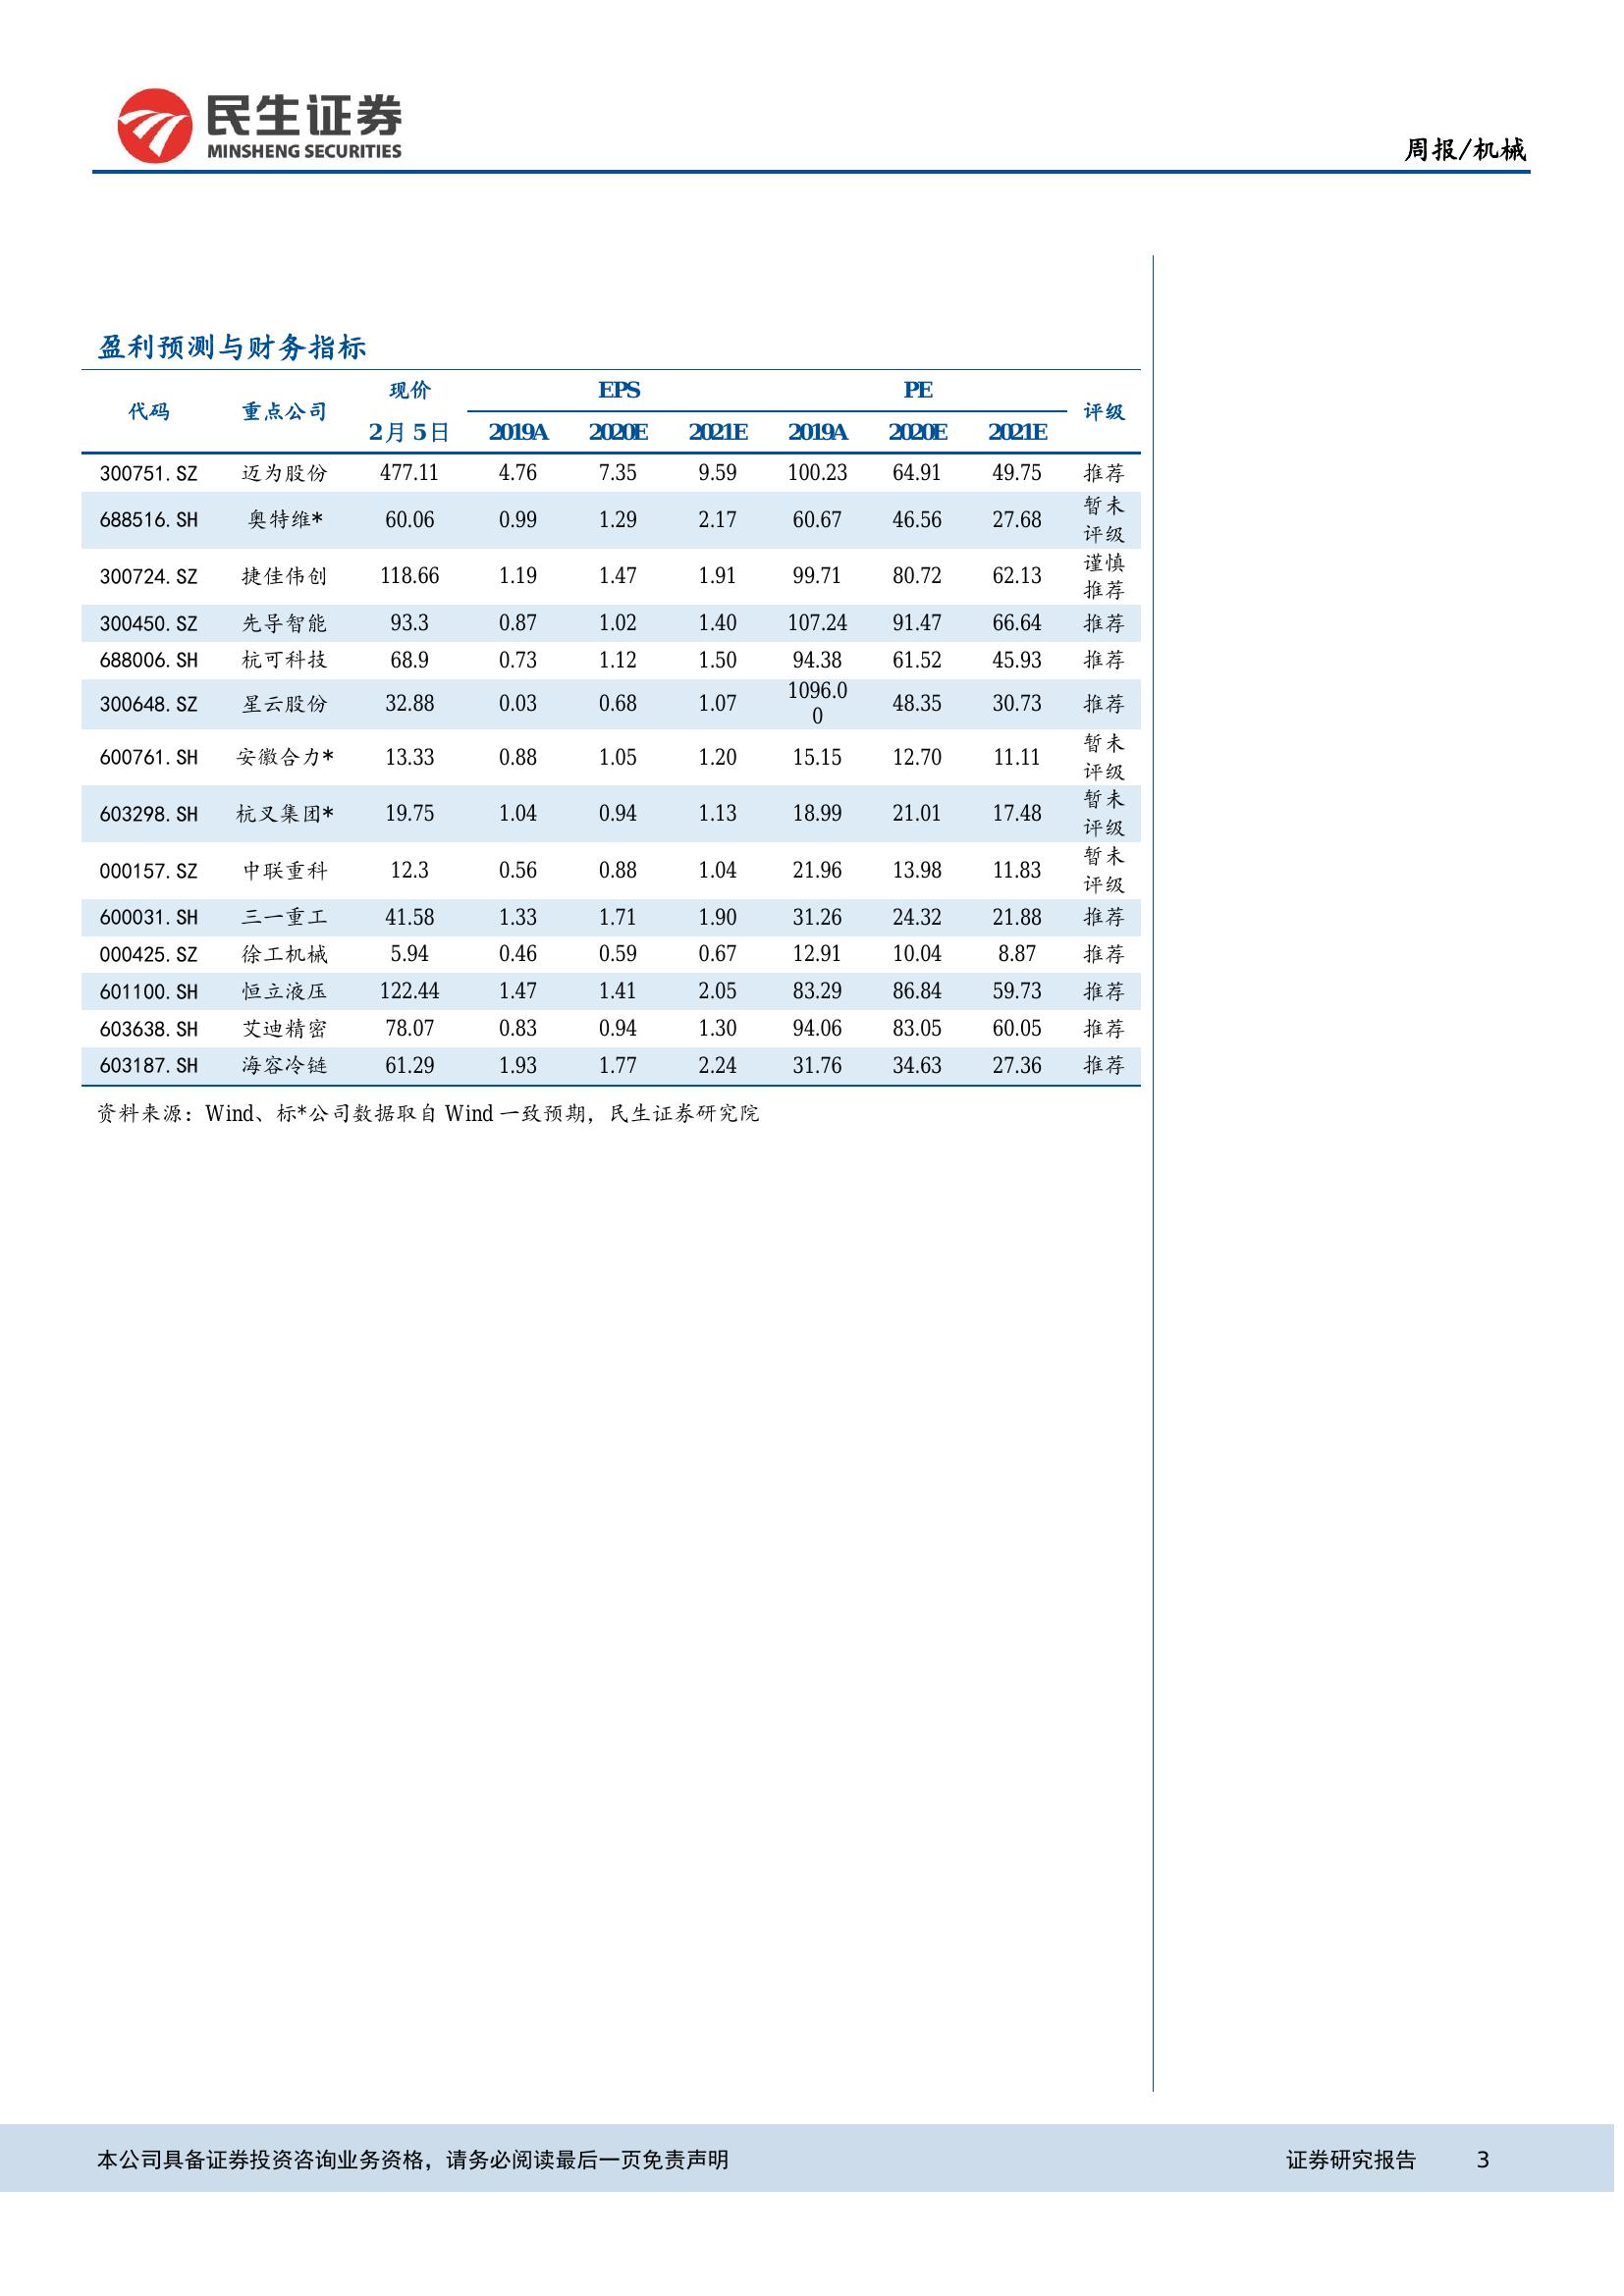 民生证券
MINSHENG SECURITIES
周报/机械
盈利预测与财务指标
代码 重点公司 现价 EPS PE 评级
2月5日 2019A 2020E 2021E 2019A 2020E 2021E
300751.SZ 迈为股份 477.11 4.76 7.35 9.59 100.23 64.91 49.75 推荐
688516.SH 奥特维* 60.06 0.99 1.29 2.17 60.67 46.56 27.68 暂未
评级
300724.SZ 捷佳伟创 118.66 1.19 1.47 1.91 99.71 80.72 62.13 谨慎
推荐
300450.SZ 先导智能 93.3 0.87 1.02 1.40 107.24 91.47 66.64 推荐
688006.SH 杭可科技 68.9 0.73 1.12 1.50 94.38 61.52 45.93 推荐
300648.SZ 星云股份 32.88 0.03 0.68 1.07 1096.0 48.35 30.73 推荐
0
600761.SH 安徽合力* 13.33 0.88 1.05 1.20 15.15 12.70 11.11 暂未
评级
603298.SH 杭叉集团* 19.75 1.04 0.94 1.13 18.99 21.01 17.48 暂未
评级
000157.SZ 中联重科 12.3 0.56 0.88 1.04 21.96 13.98 11.83 暂未
评级
600031.SH 三一重工 41.58 1.33 1.71 1.90 31.26 24.32 21.88 推荐
000425.SZ 徐工机械 5.94 0.46 0.59 0.67 12.91 10.04 8.87 推荐
601100.SH 恒立液压 122.44 1.47 1.41 2.05 83.29 86.84 59.73 推荐
603638.SH 艾迪精密 78.07 0.83 0.94 1.30 94.06 83.05 60.05 推荐
603187.SH 海容冷链 61.29 1.93 1.77 2.24 31.76 34.63 27.36 推荐
资料来源：Wind、标*公司数据取自 Wind 一致预期，民生证券研究院
本公司具备证券投资咨询业务资格，请务必阅读最后一页免责声明 证券研究报告 3